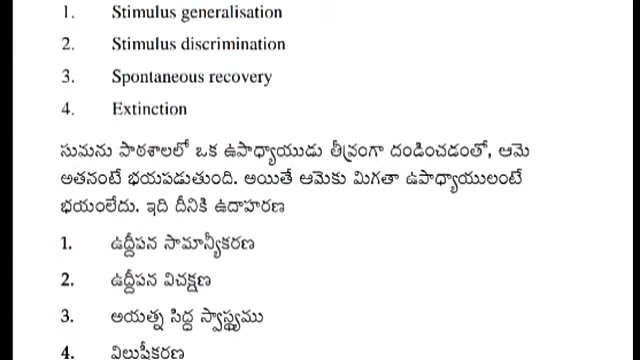 1. Stimulus generalisation
2. Stimulus discrimination
3. Spontaneous recovery
4. Extinction
సుమను పాఠశాలలో ఒక ఉపాధ్యాయుడు తీవ్రంగా దండించడంతో, ఆమె
అతనంటే భయపడుతుంది. అయితే ఆమెకు మిగతా ఉపాధ్యాయులంటే
భయంలేదు. ఇది దీనికి ఉదాహరణ
1. ఉద్దీపన సామాన్యీకరణ
2. ఉద్దీపన విచక్షణ
3. అయత్న సిద్ధ స్వాస్థ్యము
4. విలుప్తీకరణ